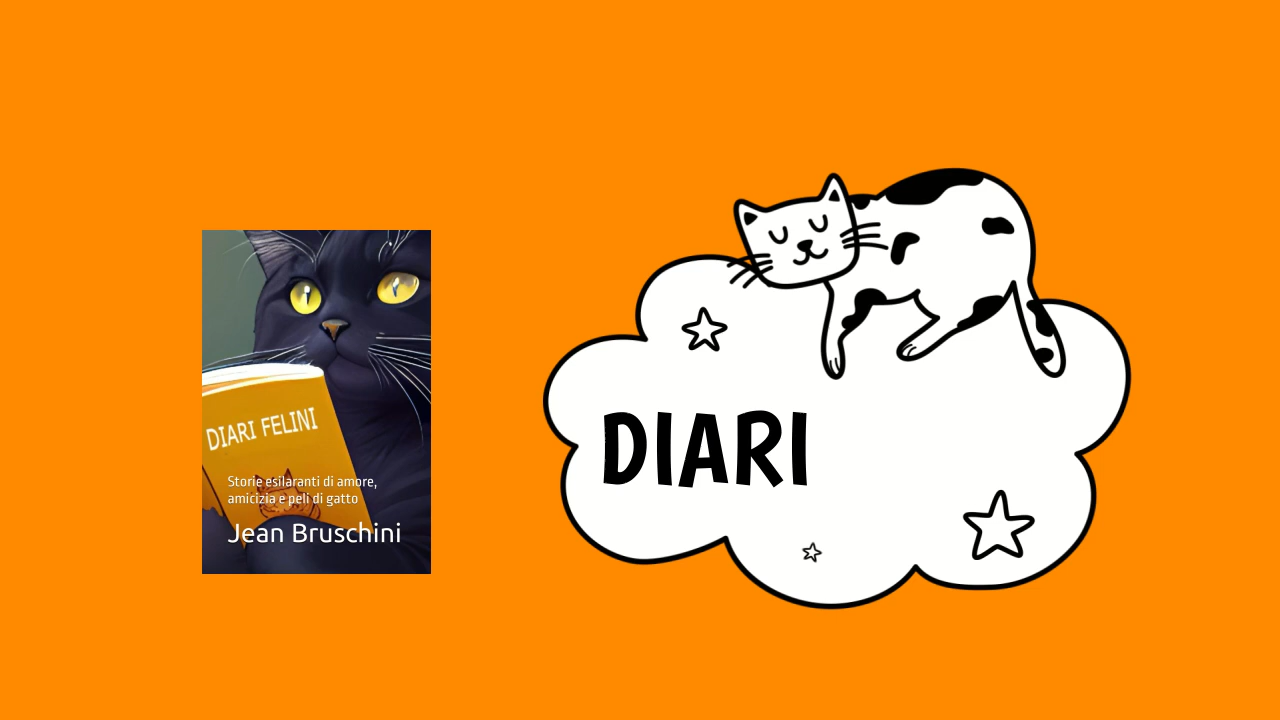 DIARI FELINI
Storie esilaranti di amore,
amicizia e peli di gatto
Jean Bruschini
DIARI